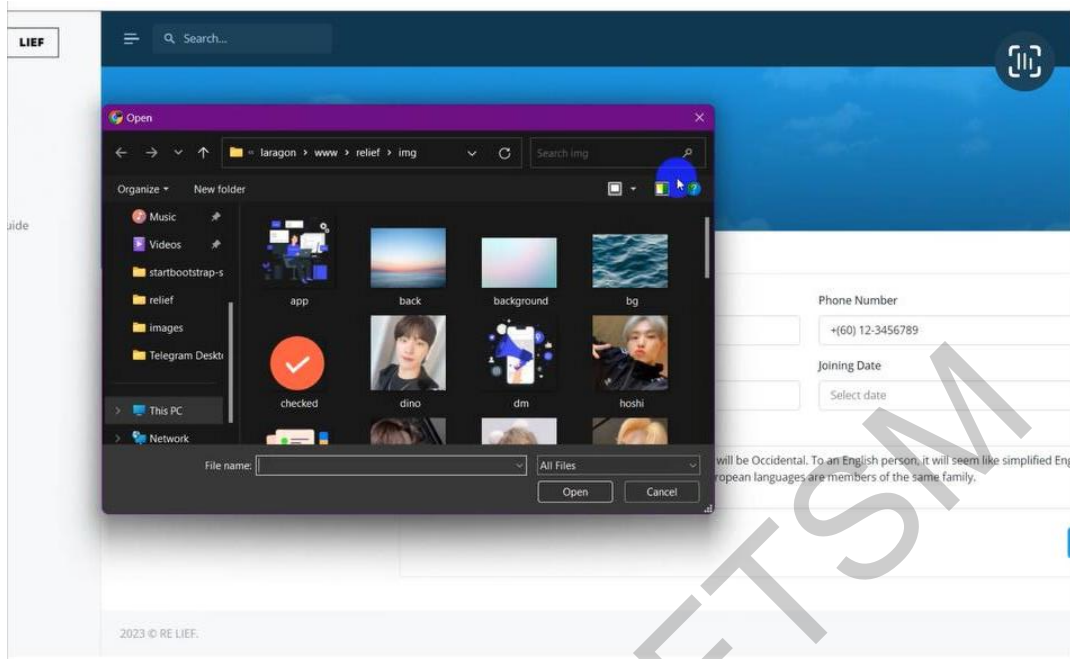 LIEF
Search...
Open
laragon > www > relief > img
Search img
Organize
New folder
Music
Videos
startbootstrap-s
relief
images
Telegram Deskt
This PC
Network
app
back
background
bg
checked
dino
dm
hoshi
File name:
All Files
Open
Cancel
uide
Phone Number
+(60) 12-3456789
Joining Date
Select date
will be Occidental. To an English person, it will seem like simplified Eng
ropean languages are members of the same family.
2023 © RE LIEF.
FTSM